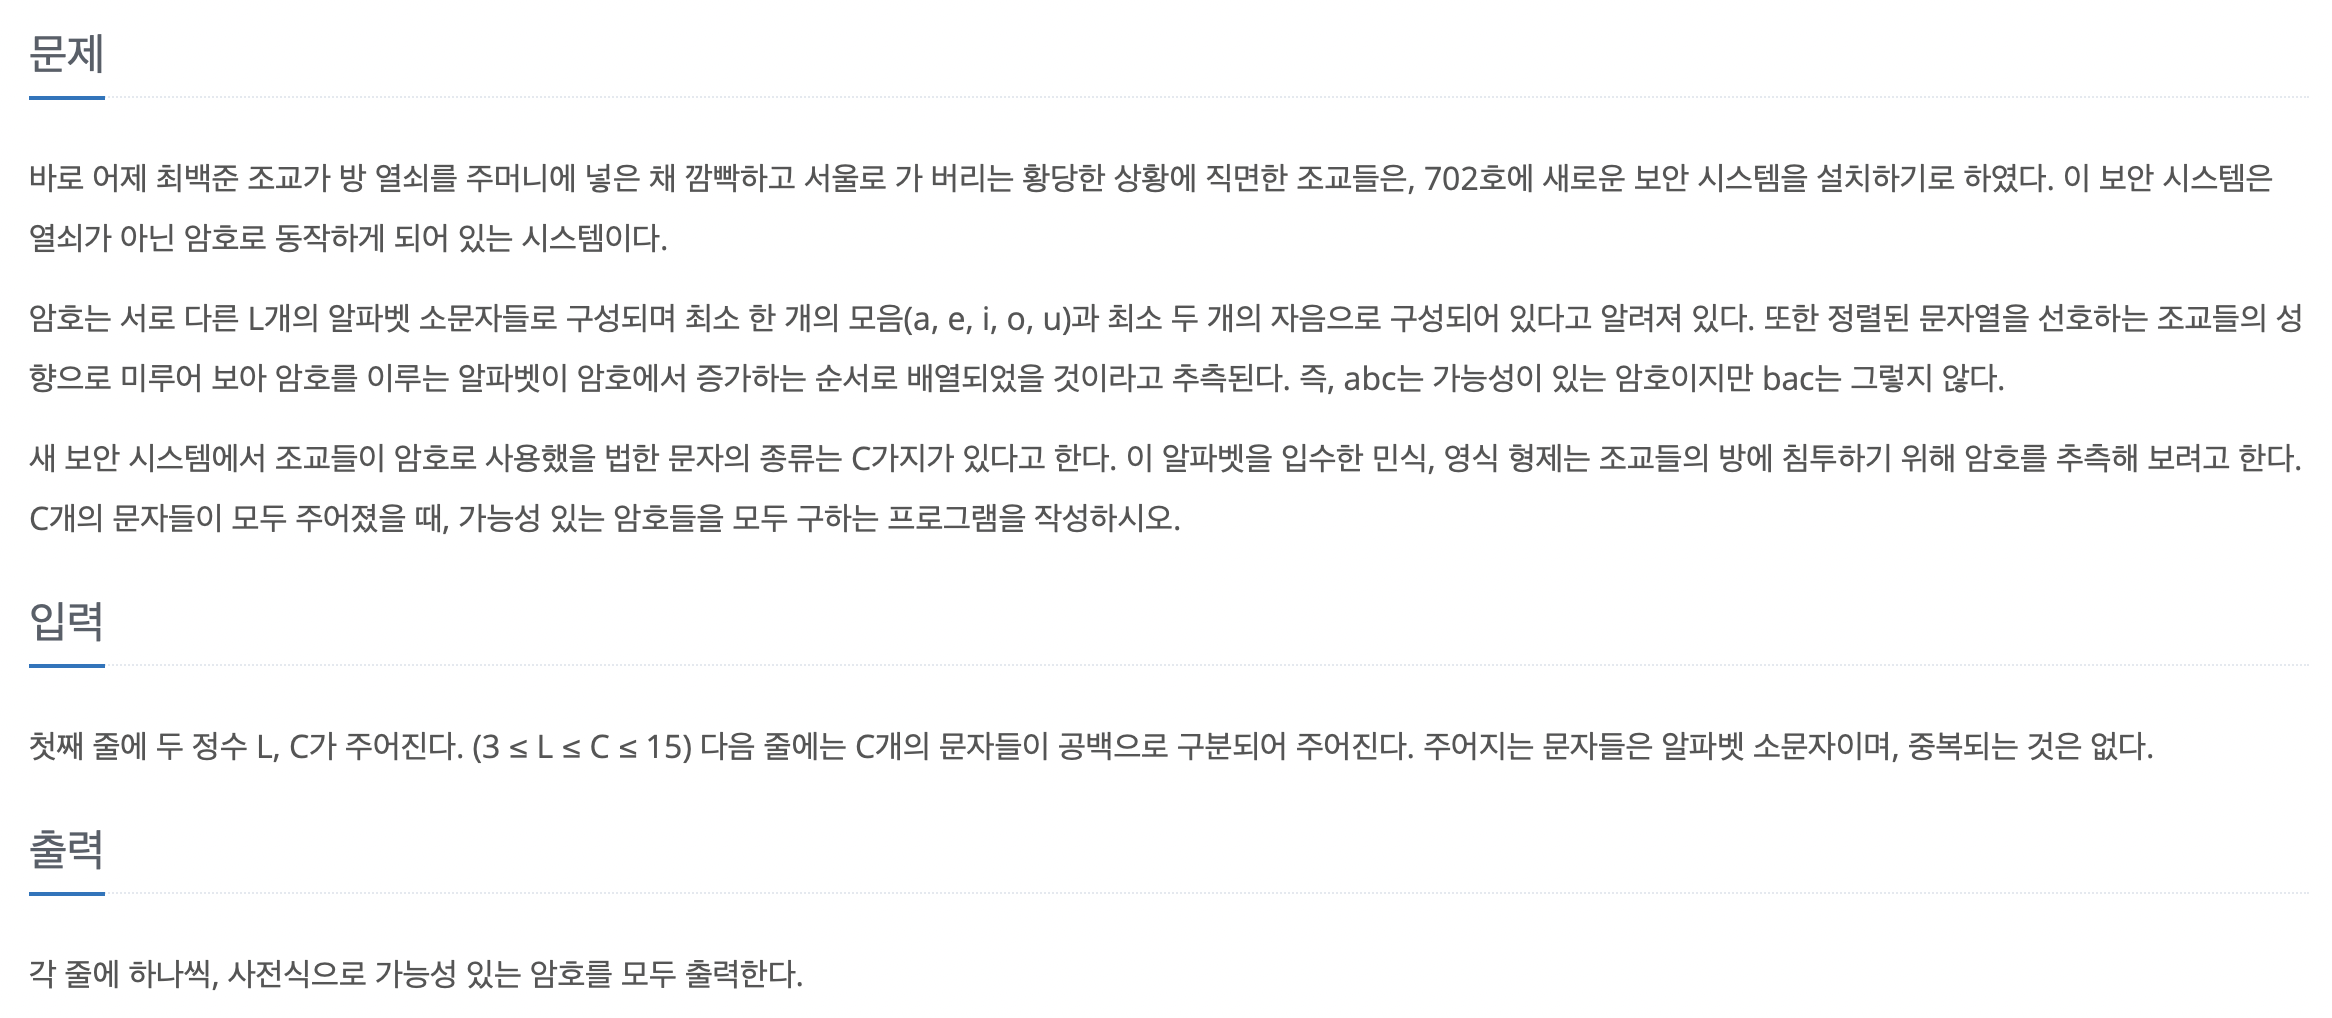 문제
바로 어제 최백준 조교가 방 열쇠를 주머니에 넣은 채 깜빡하고 서울로 가 버리는 황당한 상황에 직면한 조교들은, 702호에 새로운 보안 시스템을 설치하기로 하였다. 이 보안 시스템은
열쇠가 아닌 암호로 동작하게 되어 있는 시스템이다.
암호는 서로 다른 L개의 알파벳 소문자들로 구성되며 최소 한 개의 모음(a, e, i, o, u)과 최소 두 개의 자음으로 구성되어 있다고 알려져 있다. 또한 정렬된 문자열을 선호하는 조교들의 성
향으로 미루어 보아 암호를 이루는 알파벳이 암호에서 증가하는 순서로 배열되었을 것이라고 추측된다. 즉, abc는 가능성이 있는 암호이지만 bac는 그렇지 않다.
새 보안 시스템에서 조교들이 암호로 사용했을 법한 문자의 종류는 C가지가 있다고 한다. 이 알파벳을 입수한 민식, 영식 형제는 조교들의 방에 침투하기 위해 암호를 추측해 보려고 한다.
C개의 문자들이 모두 주어졌을 때, 가능성 있는 암호들을 모두 구하는 프로그램을 작성하시오.
입력
첫째 줄에 두 정수 L, C가 주어진다. (3 ≤ L ≤ C ≤ 15) 다음 줄에는 C개의 문자들이 공백으로 구분되어 주어진다. 주어지는 문자들은 알파벳 소문자이며, 중복되는 것은 없다.
출력
각 줄에 하나씩, 사전식으로 가능성 있는 암호를 모두 출력한다.